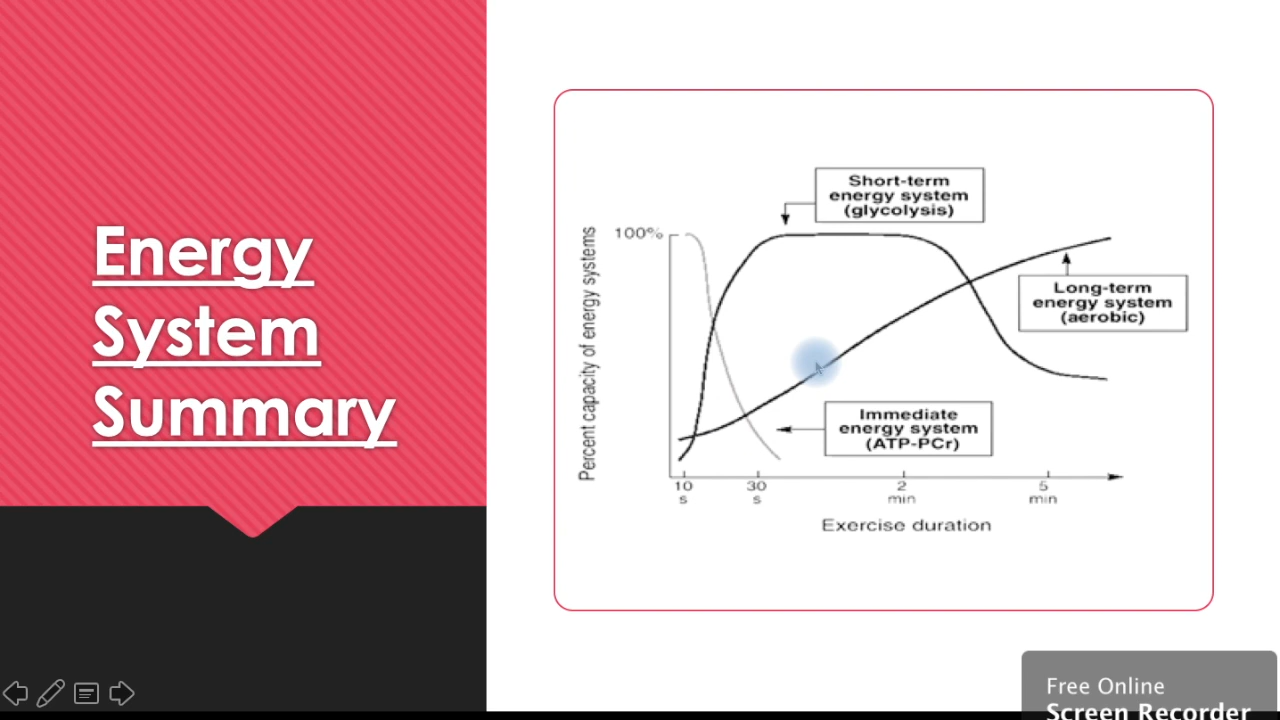 Energy
System
Summary
Short-term
energy system
(glycolysis)
100%
Percent capacity of energy systems
Long-term
energy system
(aerobic)
Immediate
energy system
(ATP-PCr)
10 30 2 5
s s min min
Exercise duration
Free Online
Screen Recorder